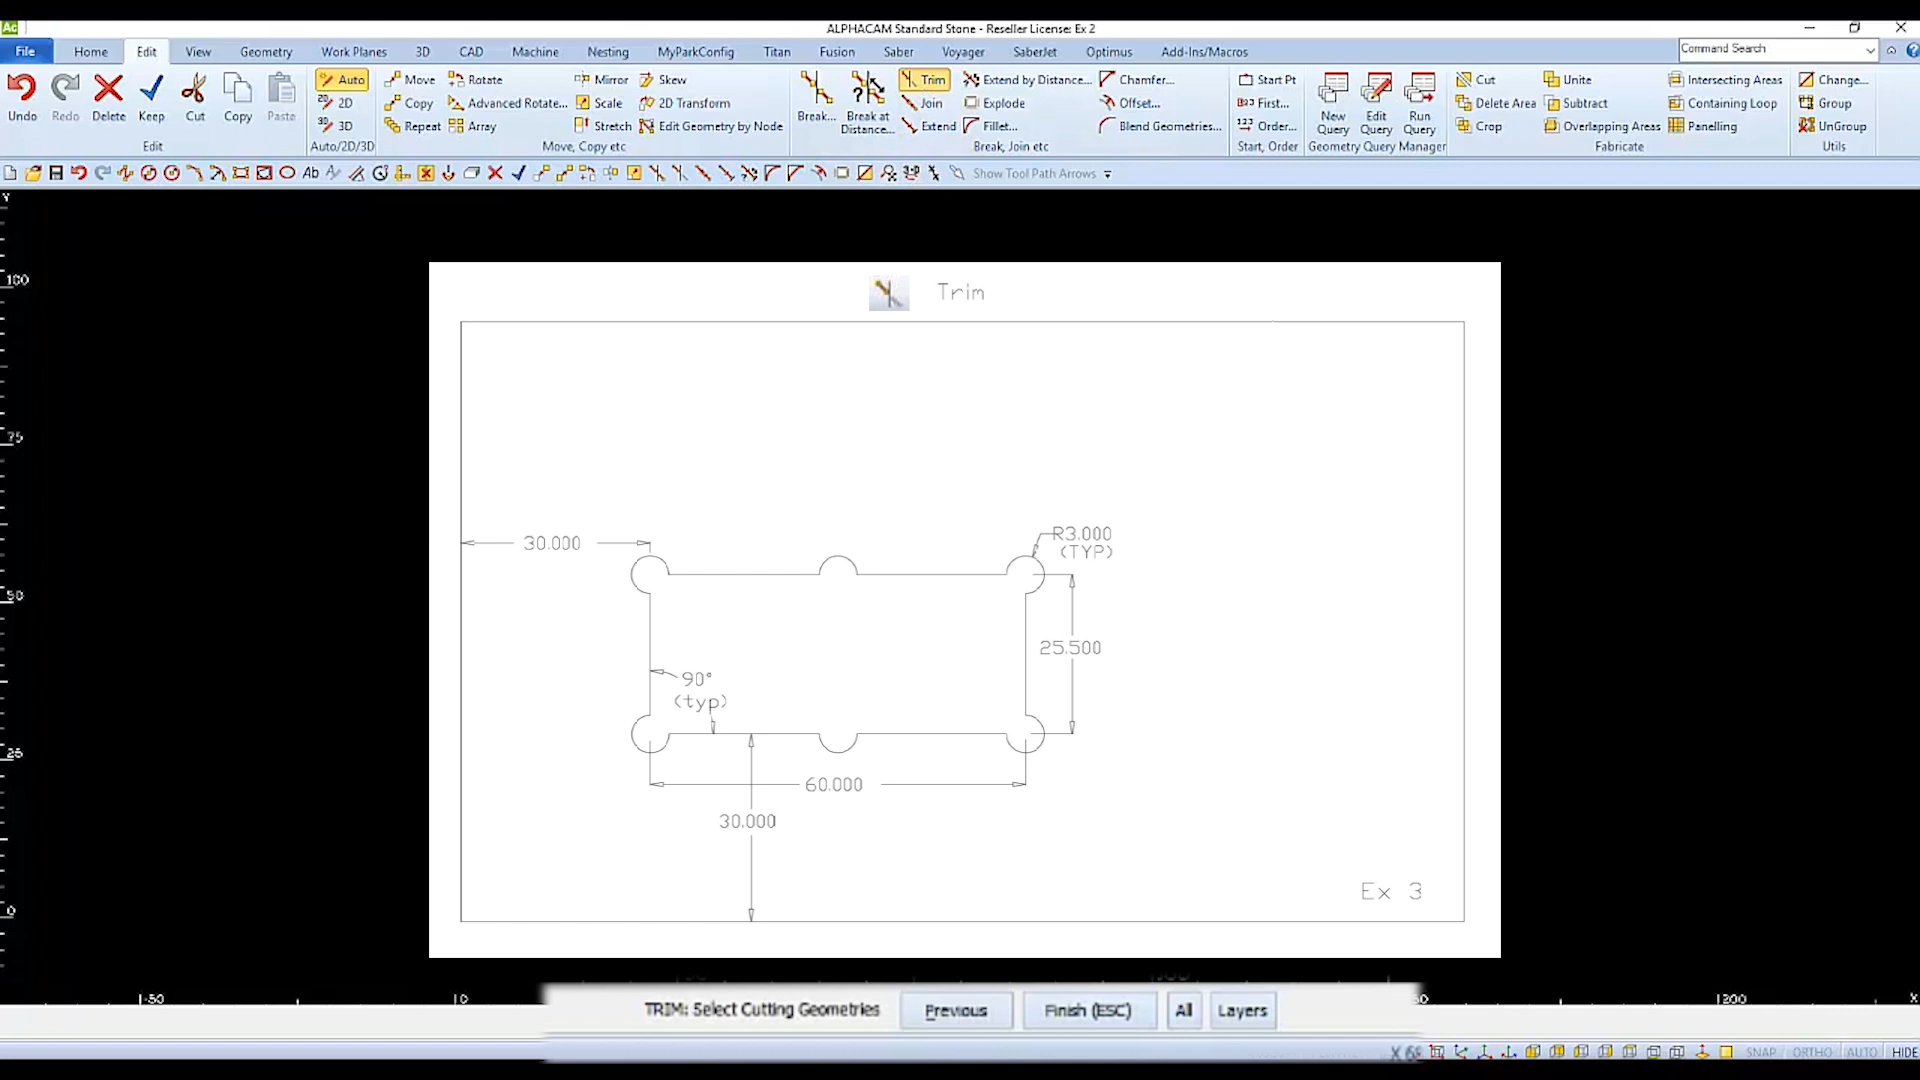 ALPHACAM Standard Stone - Reseller License: Ex 2
File Home Edit View Geometry Work Planes 3D CAD Machine Nesting MyParkConfig Titan Fusion Saber Voyager SaberJet Optimus Add-Ins/Macros Command Search
Auto Move Rotate Mirror Skew Trim Extend by Distance... Chamfer... Start Pt Cut Unite Intersecting Areas Change...
2D Copy Advanced Rotate... Scale 2D Transform Join Explode Offset... First... Delete Area Subtract Containing Loop Group
Undo Redo Delete Keep Cut Copy Paste 3D Repeat Array Stretch Edit Geometry by Node Break... Break at Distance... Extend Fillet... Blend Geometries... Order... New Query Edit Query Run Query Crop Overlapping Areas Panelling UnGroup
Edit Auto/2D/3D Move, Copy etc Break, Join etc Start, Order Geometry Query Manager Fabricate Utils
Ab Show Tool Path Arrows
Y
100
75
50
25
0
Trim
30.000
R3.000
(TYP)
25.500
90°
(typ)
60.000
30.000
Ex 3
-50 0 200 X
TRIM: Select Cutting Geometries Previous Finish (ESC) All Layers
SNAP ORTHO AUTO HIDE